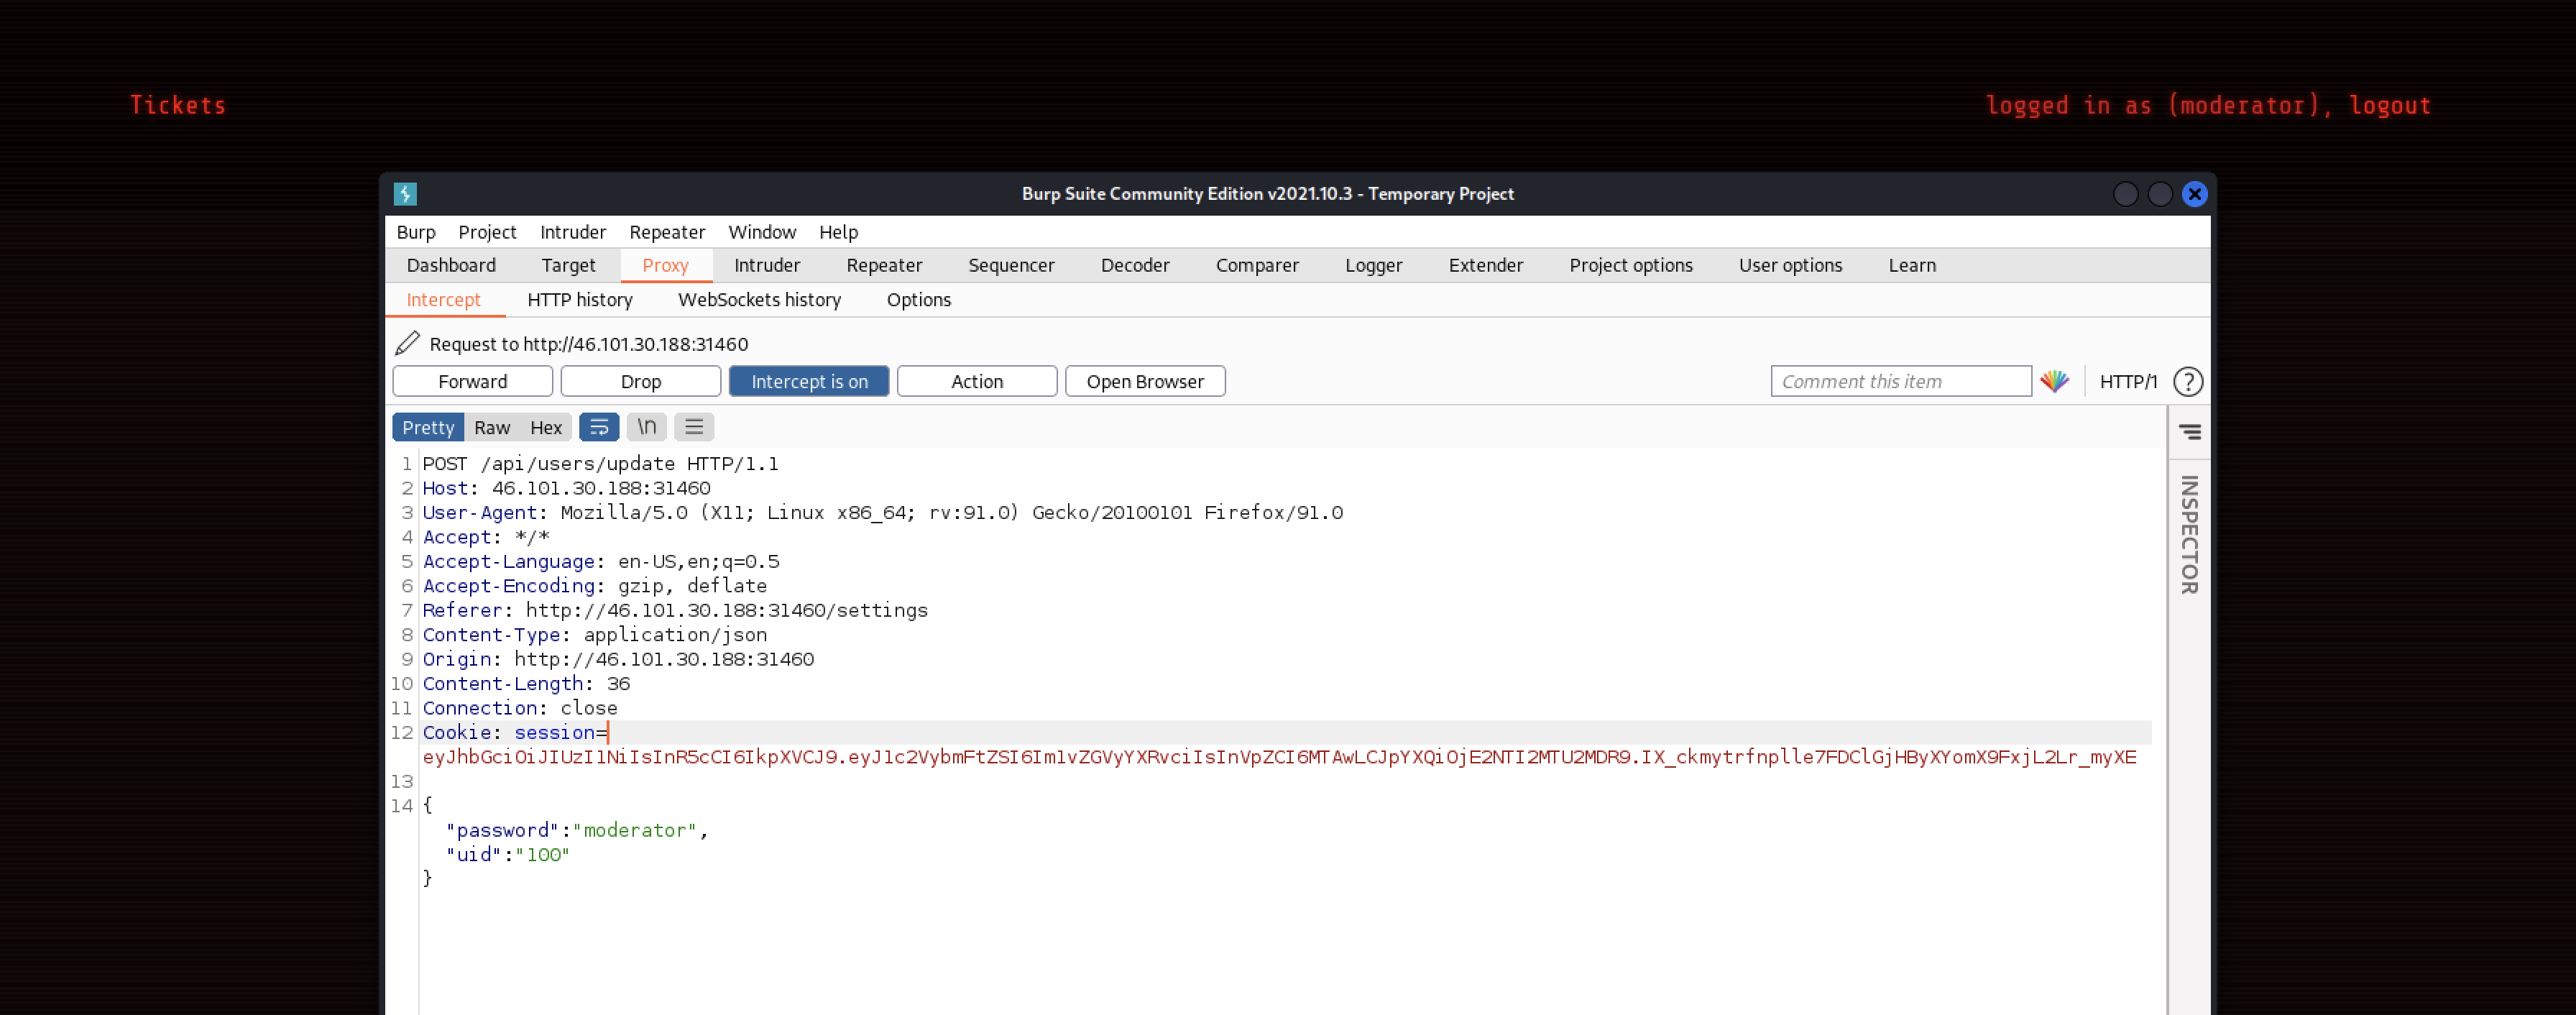 Tickets
logged in as (moderator), logout
Burp Suite Community Edition v2021.10.3 - Temporary Project
Burp Project Intruder Repeater Window Help
Dashboard Target Proxy Intruder Repeater Sequencer Decoder Comparer Logger Extender Project options User options Learn
Intercept HTTP history WebSockets history Options
Request to http://46.101.30.188:31460
Forward Drop Intercept is on Action Open Browser Comment this item HTTP/1 ?
Pretty Raw Hex \n
INSPECTOR
1 POST /api/users/update HTTP/1.1
2 Host: 46.101.30.188:31460
3 User-Agent: Mozilla/5.0 (X11; Linux x86_64; rv:91.0) Gecko/20100101 Firefox/91.0
4 Accept: */*
5 Accept-Language: en-US,en;q=0.5
6 Accept-Encoding: gzip, deflate
7 Referer: http://46.101.30.188:31460/settings
8 Content-Type: application/json
9 Origin: http://46.101.30.188:31460
10 Content-Length: 36
11 Connection: close
12 Cookie: session=
eyJhbGciOiJIUzI1NiIsInR5cCI6IkpXVCJ9.eyJ1c2VybmFtZSI6Im1vZGVyYXRvciIsInVpZCI6MTAwLCJpYXQiOjE2NTI2MTU2MDR9.IX_ckmytrfnplle7FDClGjHByXYomX9FxjL2Lr_myXE
13
14 {
"password":"moderator",
"uid":"100"
}